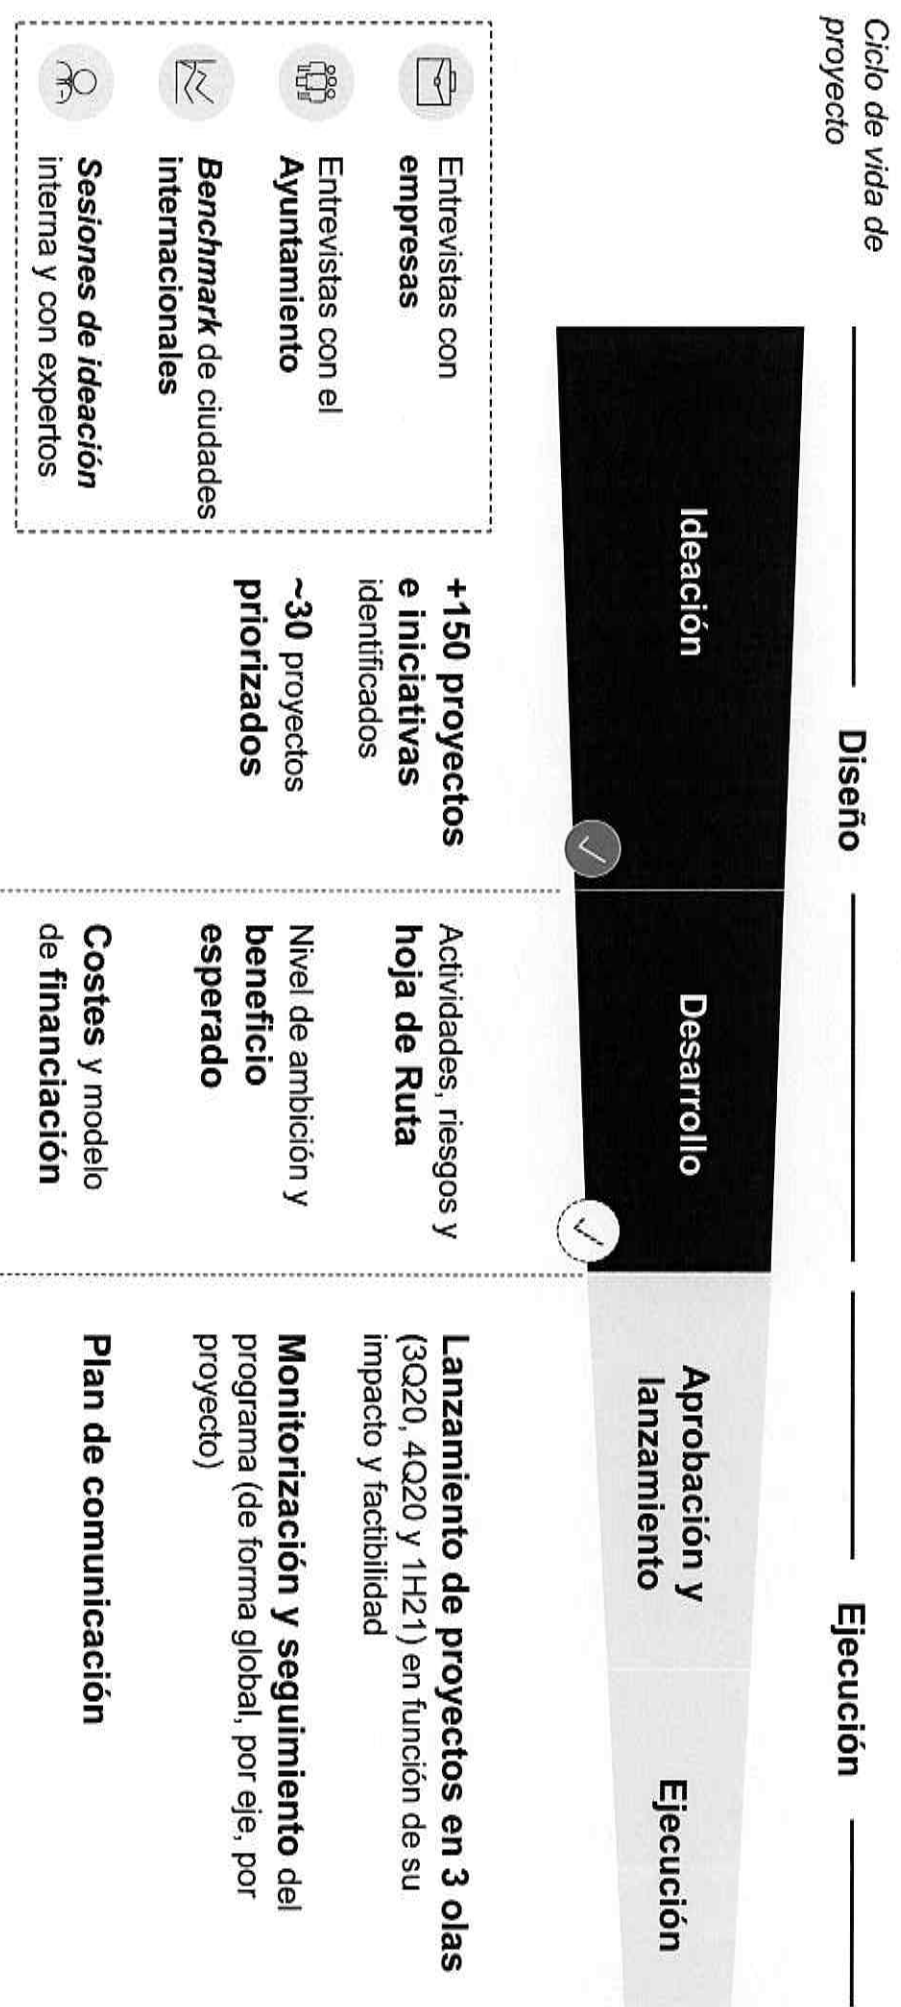 Ciclo de vida de
proyecto
Diseño
Ejecución
Ideación
Desarrollo
Aprobación y
lanzamiento
Ejecución
Entrevistas con
empresas
Entrevistas con el
Ayuntamiento
Benchmark de ciudades
internacionales
Sesiones de ideación
interna y con expertos
+150 proyectos
e iniciativas
identificados
~30 proyectos
priorizados
Actividades, riesgos y
hoja de Ruta
Nivel de ambición y
beneficio
esperado
Costes y modelo
de financiación
Lanzamiento de proyectos en 3 olas
(3Q20, 4Q20 y 1H21) en función de su
impacto y factibilidad
Monitorización y seguimiento del
programa (de forma global, por eje, por
proyecto)
Plan de comunicación